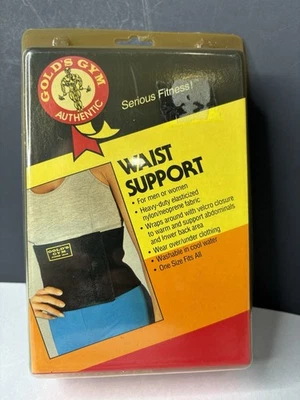 GOLD'S GYM
AUTHENTIC
Serious Fitness!
WAIST
SUPPORT
• For men or women
• Heavy-duty elasticized
nylon/neoprene fabric
• Wraps around with velcro closure
to warm and support abdominals
and lower back area
• Wear over/under clothing
• Washable in cool water
• One Size Fits All
GOLD'S
GYM